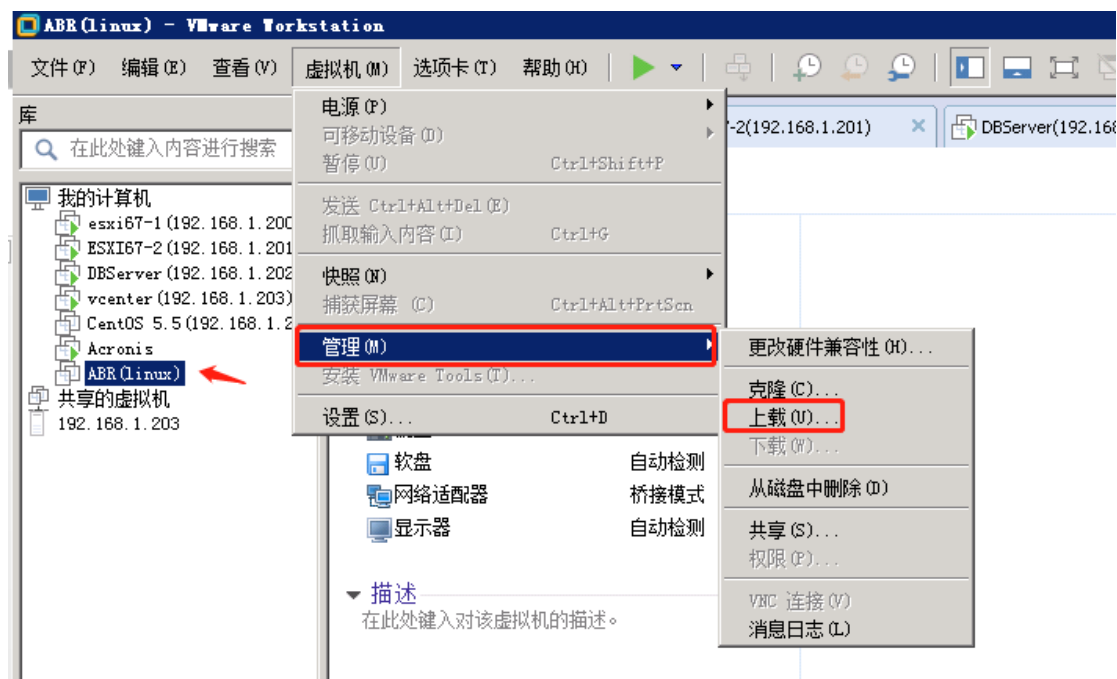 ABR(linux) - VMware Workstation
文件(F) 编辑(E) 查看(V) 虚拟机(M) 选项卡(T) 帮助(H)
库
在此处键入内容进行搜索
我的计算机
esxi67-1(192.168.1.200
ESXI67-2(192.168.1.201
DBServer(192.168.1.202
vcenter(192.168.1.203)
CentOS 5.5(192.168.1.2
Acronis
ABR(linux)
共享的虚拟机
192.168.1.203
电源(P)
可移动设备(D)
暂停(U) Ctrl+Shift+P
发送 Ctrl+Alt+Del(E)
抓取输入内容(I) Ctrl+G
快照(N)
捕获屏幕 (C) Ctrl+Alt+PrtScn
管理(M)
安装 VMware Tools(T)...
设置(S)... Ctrl+D
-2(192.168.1.201)
DBServer(192.168
更改硬件兼容性(H)...
克隆(C)...
上载(U)...
下载(W)...
从磁盘中删除(D)
共享(S)...
权限(P)...
VNC 连接(V)
消息日志(L)
软盘 自动检测
网络适配器 桥接模式
显示器 自动检测
描述
在此处键入对该虚拟机的描述。